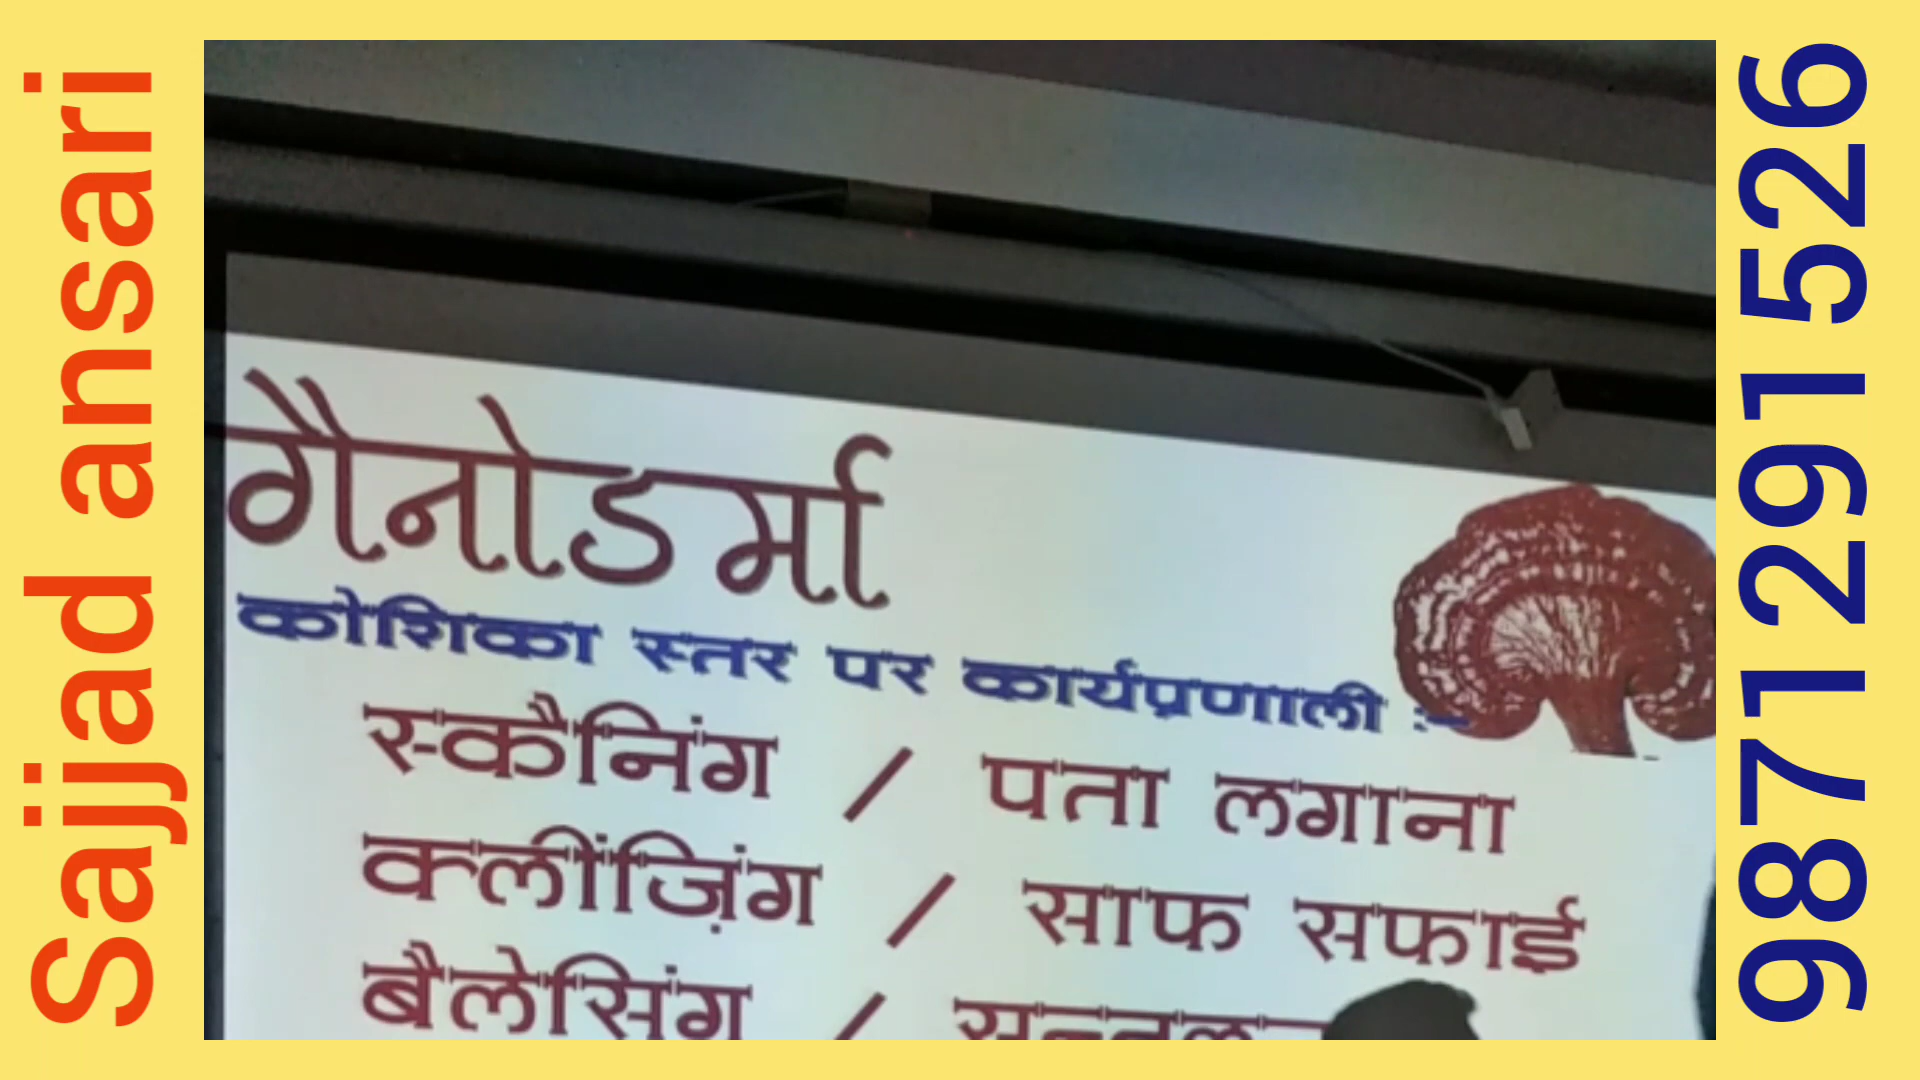 Sajjad ansari
गैनोडर्मा
कोशिका स्तर पर कार्यप्रणाली :-
स्कैनिंग / पता लगाना
क्लींज़िंग / साफ सफाई
बैलेसिंग /
9871291526